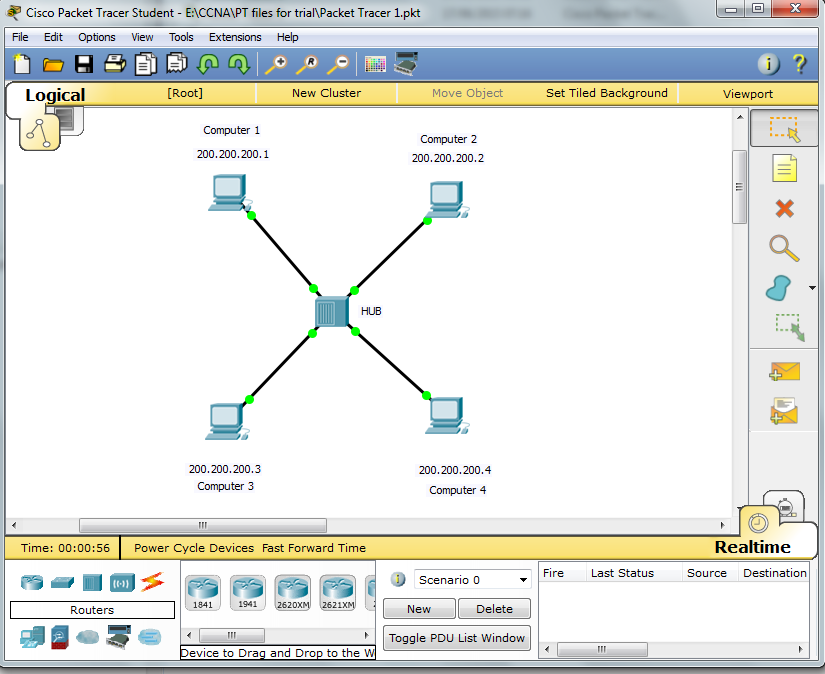 Cisco Packet Tracer Student - E:\CCNA\PT files for trial\Packet Tracer 1.pkt
File Edit Options View Tools Extensions Help
Logical [Root] New Cluster Move Object Set Tiled Background Viewport
Computer 1
200.200.200.1
Computer 2
200.200.200.2
HUB
200.200.200.3
Computer 3
200.200.200.4
Computer 4
Time: 00:00:56 Power Cycle Devices Fast Forward Time
Realtime
Routers
1841 1941 2620XM 2621XM
Device to Drag and Drop to the W
Scenario 0
New Delete
Toggle PDU List Window
Fire Last Status Source Destination